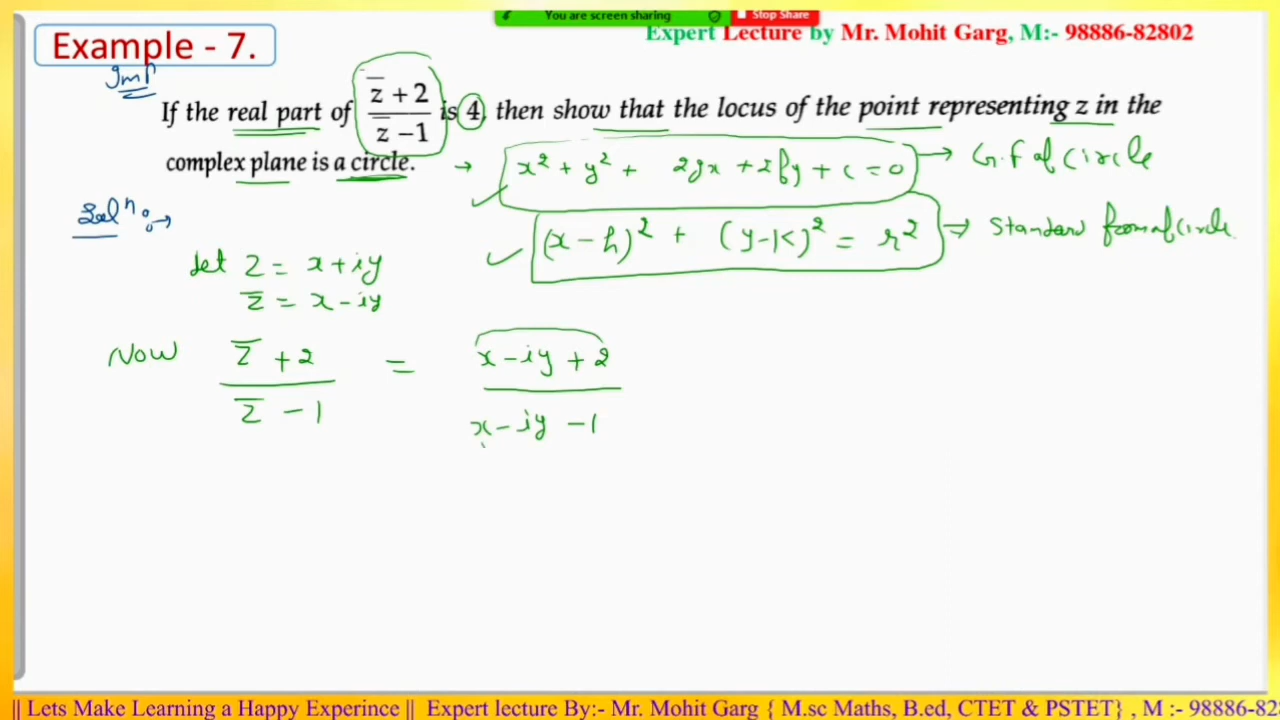 You are screen sharing Stop Share
Example - 7.
Expert Lecture by Mr. Mohit Garg, M:- 98886-82802
Imp
If the real part of (z̅ + 2)/(z̅ − 1) is 4, then show that the locus of the point representing z in the
complex plane is a circle. → x² + y² + 2gx + 2fy + c = 0 → G.F of Circle
Solⁿ :→
(x − h)² + (y − k)² = r² ⇒ Standard from of circle.
Let z = x + iy
z̅ = x − iy
Now (z̅ + 2)/(z̅ − 1) = (x − iy + 2)/(x − iy − 1)
|| Lets Make Learning a Happy Experince || Expert lecture By:- Mr. Mohit Garg { M.sc Maths, B.ed, CTET & PSTET} , M :- 98886-82